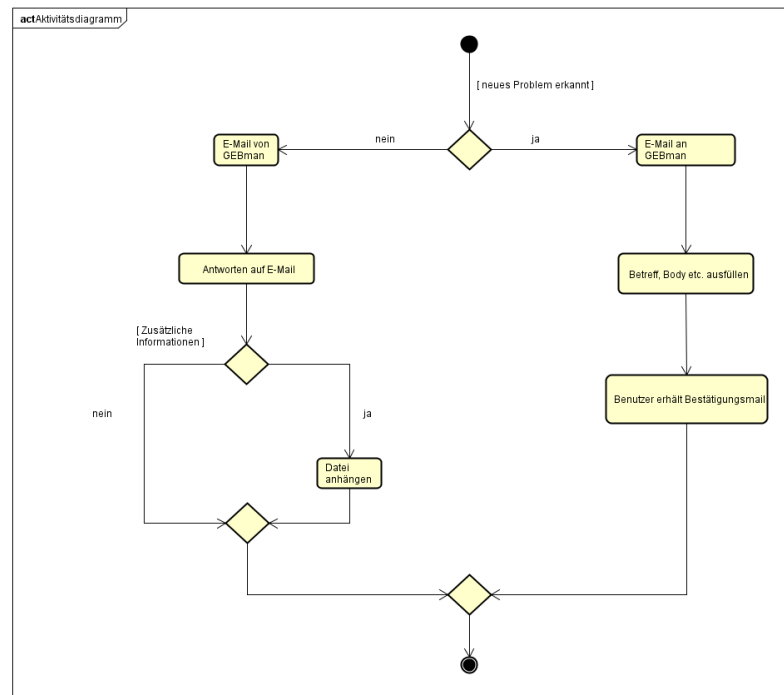 actAktivitätsdiagramm
[ neues Problem erkannt ]
nein
ja
E-Mail von
GEBman
E-Mail an
GEBman
Antworten auf E-Mail
Betreff, Body etc. ausfüllen
[ Zusätzliche
Informationen ]
Benutzer erhält Bestätigungsmail
nein
ja
Datei
anhängen